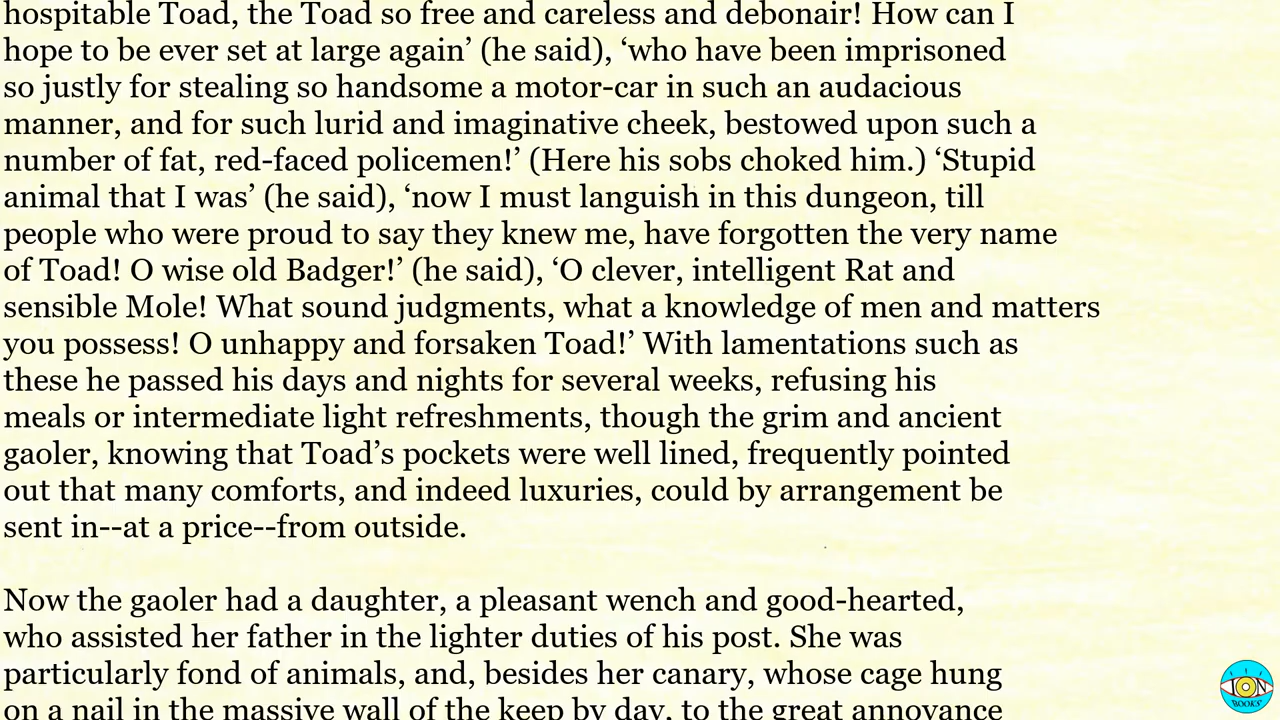 hospitable Toad, the Toad so free and careless and debonair! How can I
hope to be ever set at large again’ (he said), ‘who have been imprisoned
so justly for stealing so handsome a motor-car in such an audacious
manner, and for such lurid and imaginative cheek, bestowed upon such a
number of fat, red-faced policemen!’ (Here his sobs choked him.) ‘Stupid
animal that I was’ (he said), ‘now I must languish in this dungeon, till
people who were proud to say they knew me, have forgotten the very name
of Toad! O wise old Badger!’ (he said), ‘O clever, intelligent Rat and
sensible Mole! What sound judgments, what a knowledge of men and matters
you possess! O unhappy and forsaken Toad!’ With lamentations such as
these he passed his days and nights for several weeks, refusing his
meals or intermediate light refreshments, though the grim and ancient
gaoler, knowing that Toad’s pockets were well lined, frequently pointed
out that many comforts, and indeed luxuries, could by arrangement be
sent in--at a price--from outside.

Now the gaoler had a daughter, a pleasant wench and good-hearted,
who assisted her father in the lighter duties of his post. She was
particularly fond of animals, and, besides her canary, whose cage hung
on a nail in the massive wall of the keep by day, to the great annoyance
ION
BOOKS